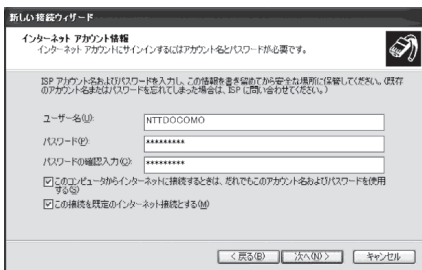 新しい接続ウィザード
インターネット アカウント情報
インターネット アカウントにサインインするにはアカウント名とパスワードが必要です。
ISP アカウント名およびパスワードを入力し、この情報を書き留めてから安全な場所に保管してください。(既存
のアカウント名またはパスワードを忘れてしまった場合は、ISP に問い合わせてください。)
ユーザー名(U):
NTTDOCOMO
パスワード(P):
*********
パスワードの確認入力(C):
*********
このコンピュータからインターネットに接続するときは、だれでもこのアカウント名およびパスワードを使用
する(S)
この接続を既定のインターネット接続とする(M)
< 戻る(B)
次へ(N) >
キャンセル